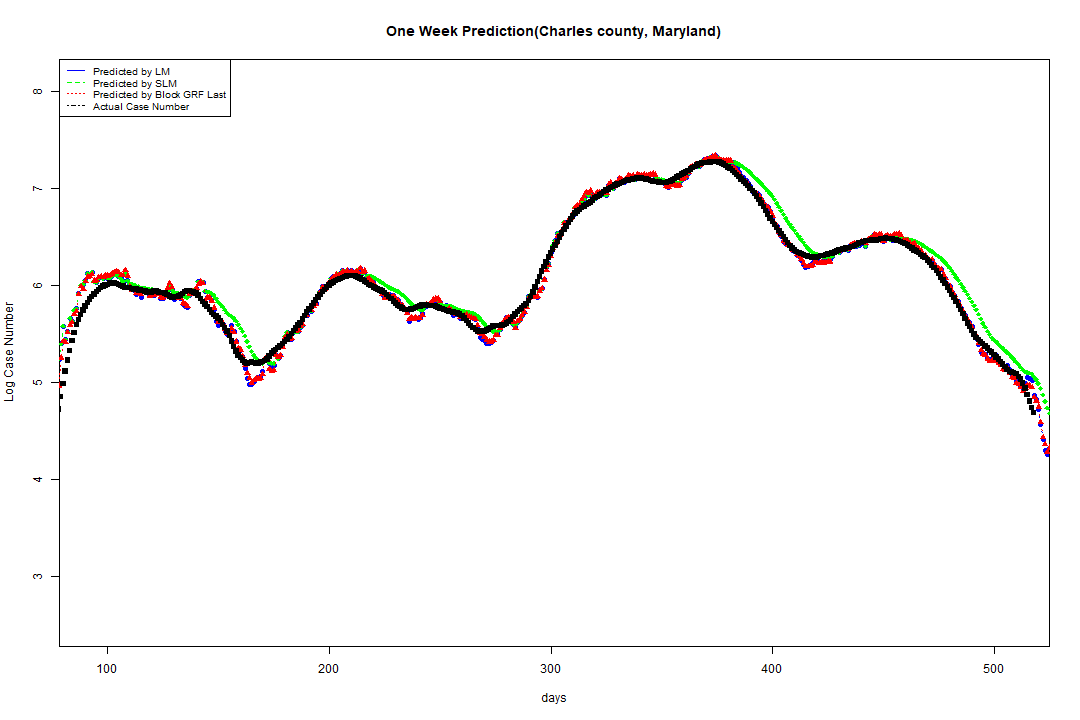 One Week Prediction(Charles county, Maryland)
Predicted by LM
Predicted by SLM
Predicted by Block GRF Last
Actual Case Number
8
7
6
5
4
3
Log Case Number
100 200 300 400 500
days